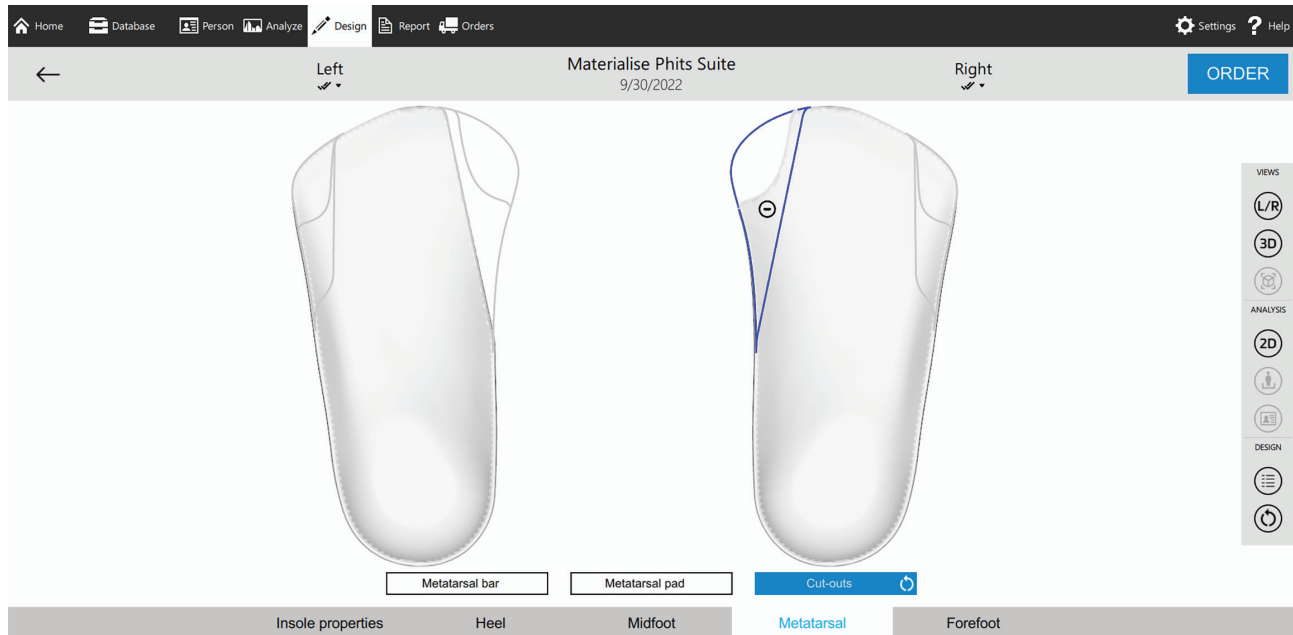 Home Database Person Analyze Design Report Orders Settings ? Help
Left Materialise Phits Suite Right ORDER
9/30/2022
VIEWS
L/R
3D
ANALYSIS
2D
DESIGN
Metatarsal bar Metatarsal pad Cut-outs
Insole properties Heel Midfoot Metatarsal Forefoot